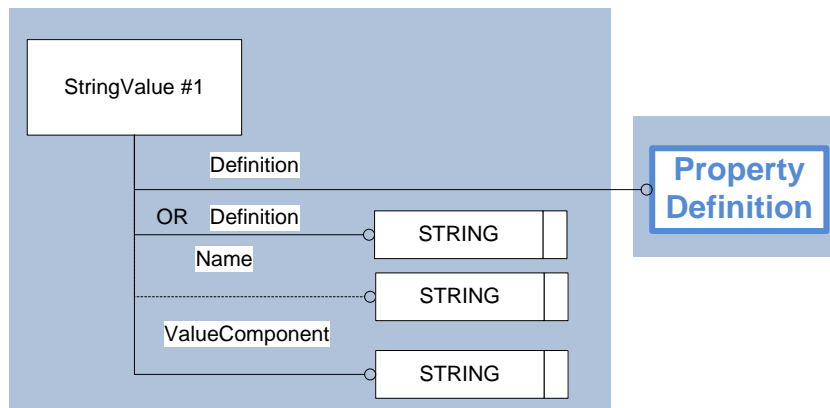 StringValue #1
Definition
Property
Definition
OR Definition
STRING
Name
STRING
ValueComponent
STRING